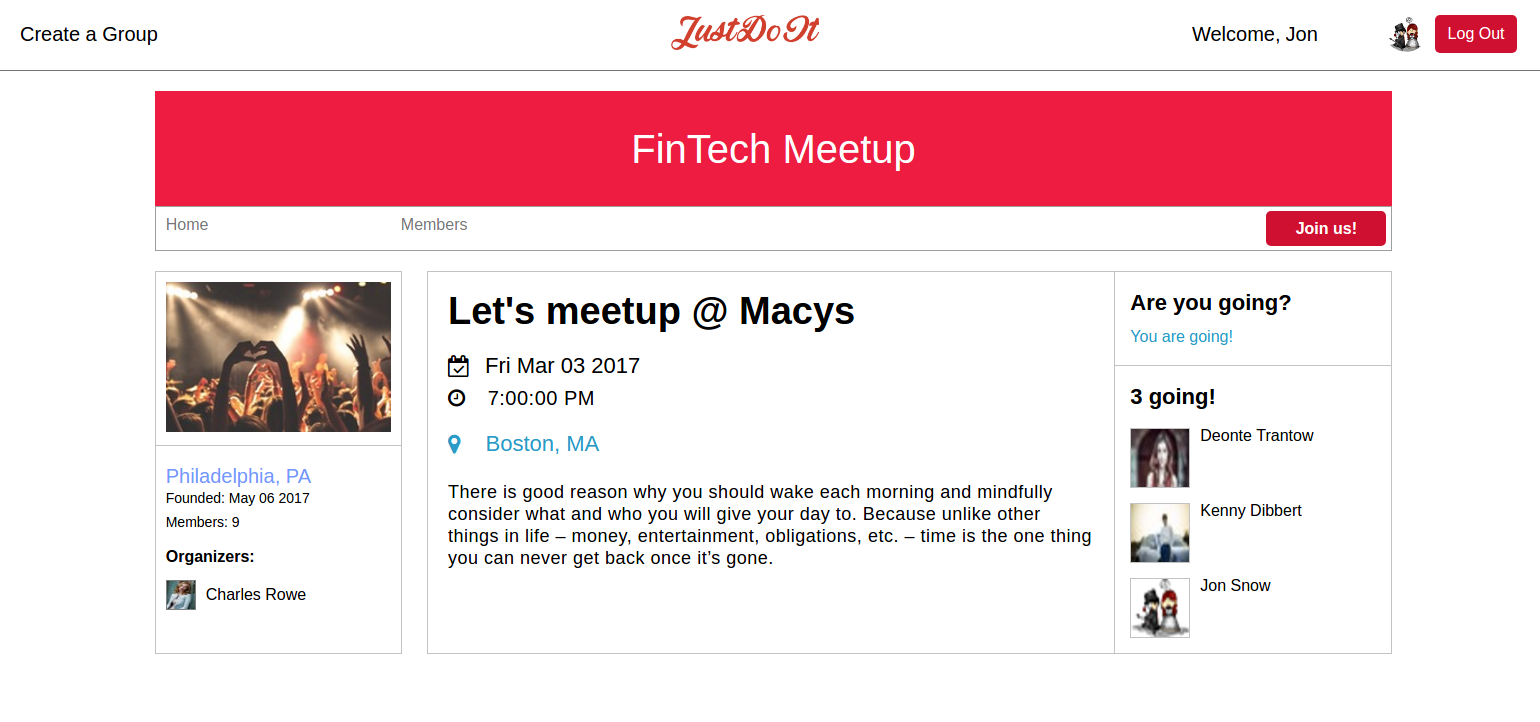 Create a Group
JustDoIt
Welcome, Jon
Log Out
FinTech Meetup
Home
Members
Join us!
Philadelphia, PA
Founded: May 06 2017
Members: 9
Organizers:
Charles Rowe
Let's meetup @ Macys
Fri Mar 03 2017
7:00:00 PM
Boston, MA
There is good reason why you should wake each morning and mindfully
consider what and who you will give your day to. Because unlike other
things in life – money, entertainment, obligations, etc. – time is the one thing
you can never get back once it’s gone.
Are you going?
You are going!
3 going!
Deonte Trantow
Kenny Dibbert
Jon Snow